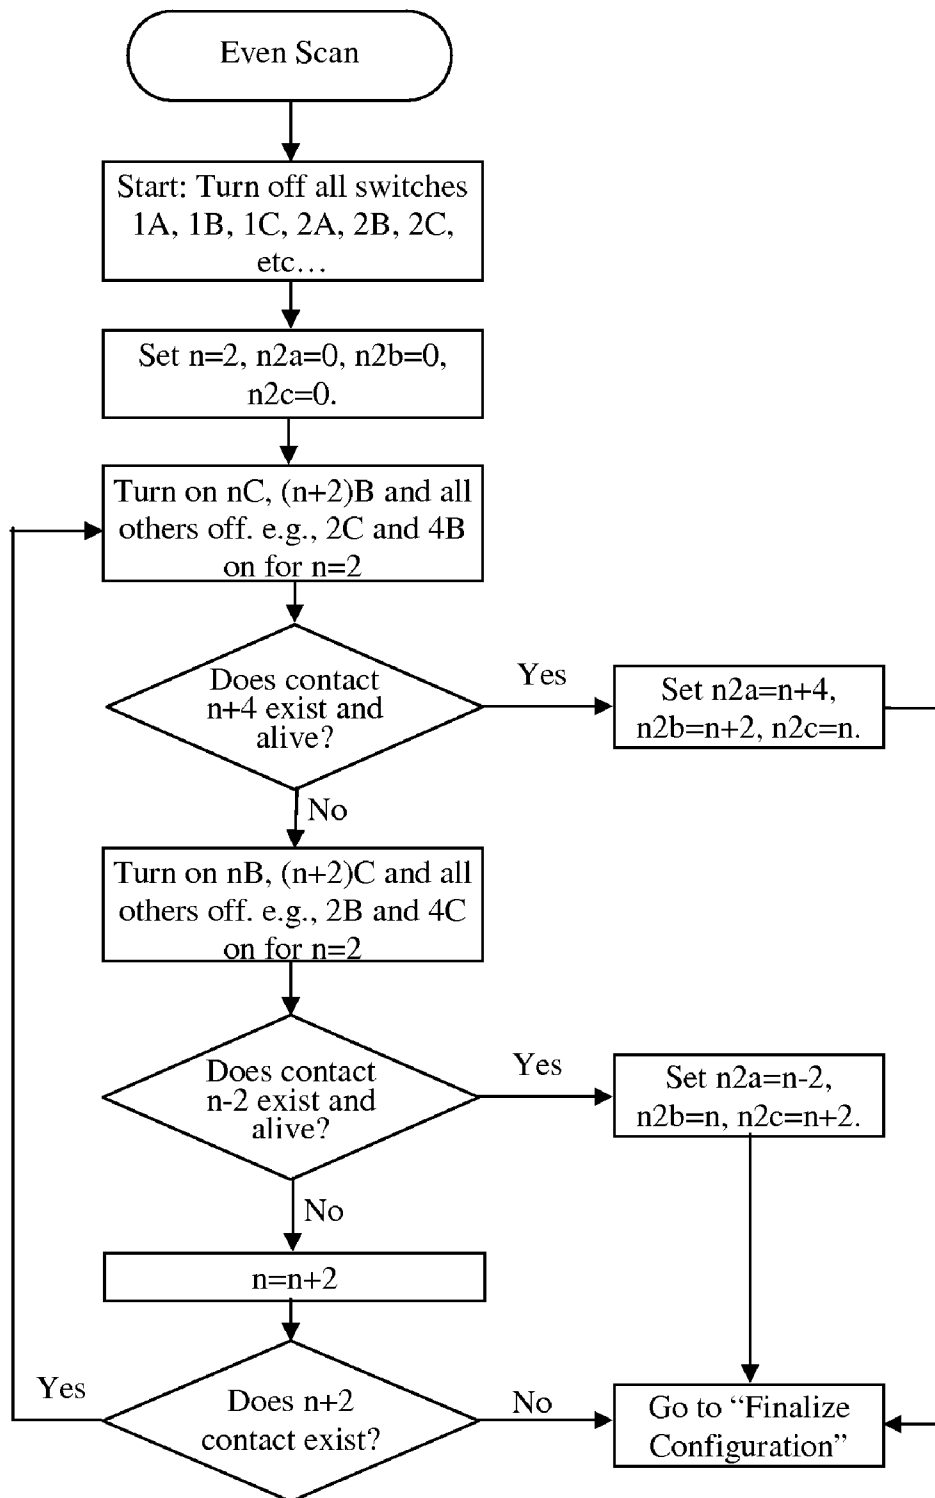 Even Scan
Start: Turn off all switches
1A, 1B, 1C, 2A, 2B, 2C,
etc…
Set n=2, n2a=0, n2b=0,
n2c=0.
Turn on nC, (n+2)B and all
others off. e.g., 2C and 4B
on for n=2
Does contact
n+4 exist and
alive?
Yes
Set n2a=n+4,
n2b=n+2, n2c=n.
No
Turn on nB, (n+2)C and all
others off. e.g., 2B and 4C
on for n=2
Does contact
n-2 exist and
alive?
Yes
Set n2a=n-2,
n2b=n, n2c=n+2.
No
n=n+2
Does n+2
contact exist?
Yes
No
Go to “Finalize
Configuration”